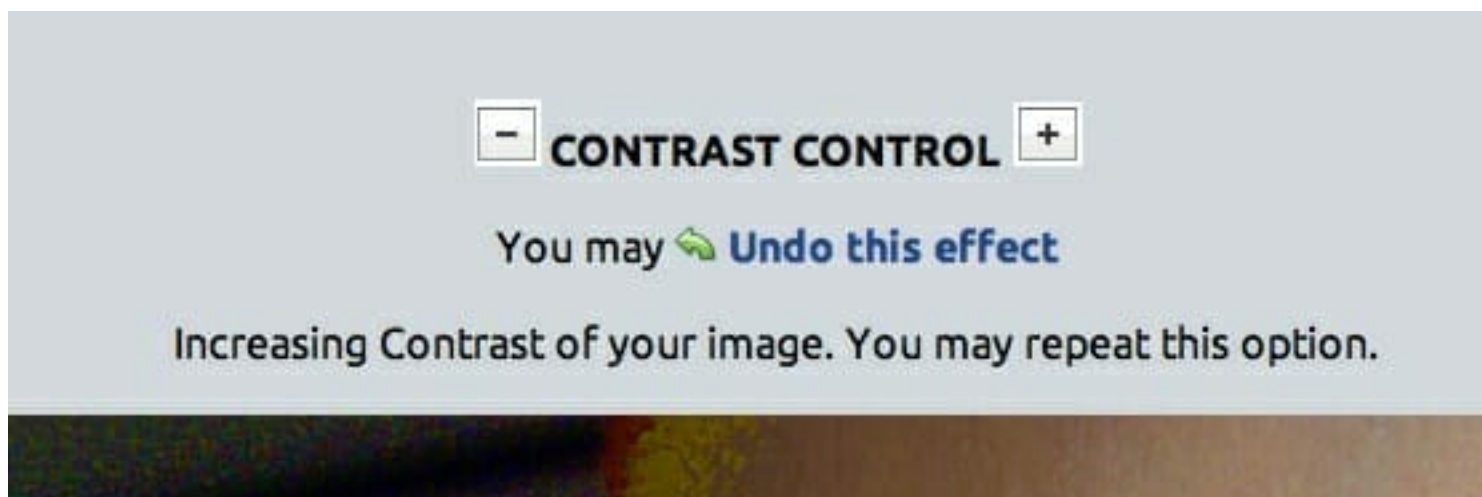 - CONTRAST CONTROL +
You may Undo this effect
Increasing Contrast of your image. You may repeat this option.